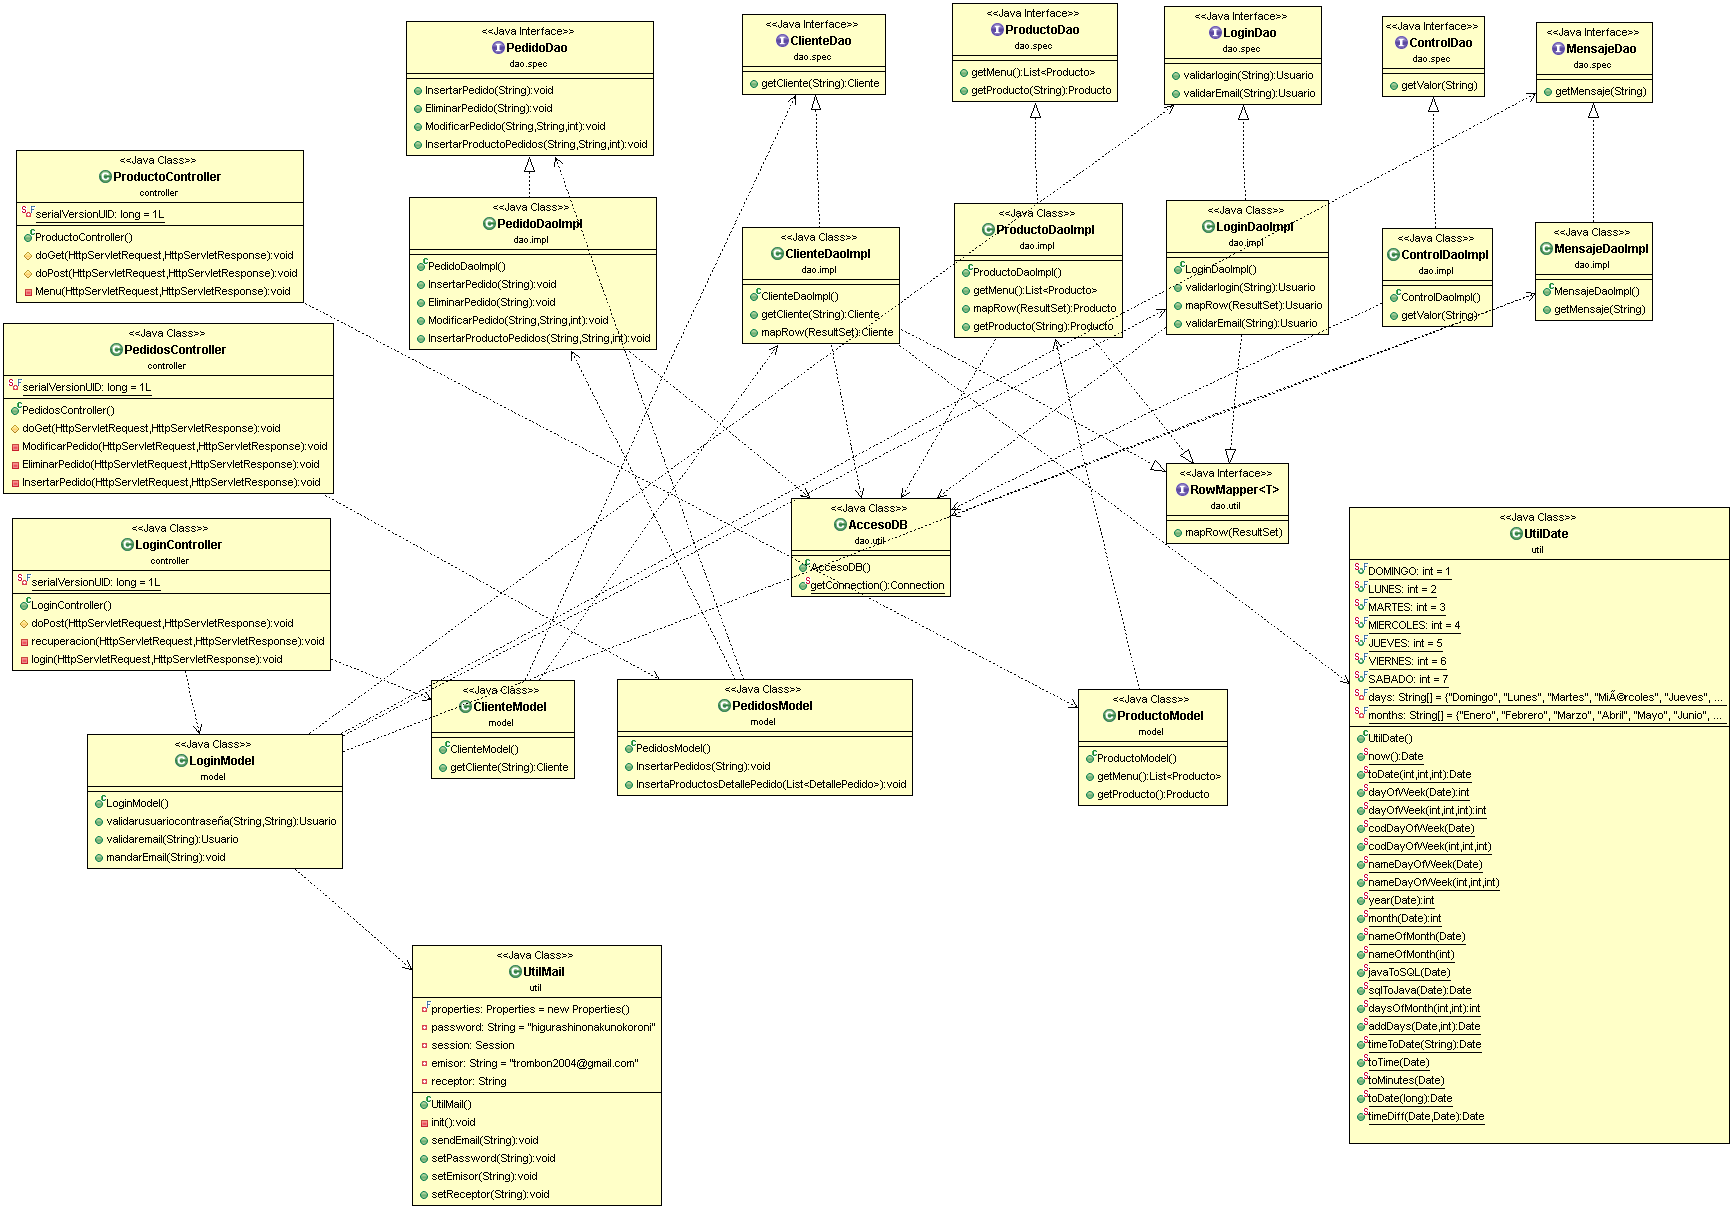 <<Java Interface>>
PedidoDao
dao.spec
InsertarPedido(String):void
EliminarPedido(String):void
ModificarPedido(String,String,int):void
InsertarProductoPedidos(String,String,int):void
<<Java Interface>>
ClienteDao
dao.spec
getCliente(String):Cliente
<<Java Interface>>
ProductoDao
dao.spec
getMenu():List<Producto>
getProducto(String):Producto
<<Java Interface>>
LoginDao
dao.spec
validarlogin(String):Usuario
validarEmail(String):Usuario
<<Java Interface>>
ControlDao
dao.spec
getValor(String)
<<Java Interface>>
MensajeDao
dao.spec
getMensaje(String)
<<Java Class>>
ProductoController
controller
serialVersionUID: long = 1L
ProductoController()
doGet(HttpServletRequest,HttpServletResponse):void
doPost(HttpServletRequest,HttpServletResponse):void
Menu(HttpServletRequest,HttpServletResponse):void
<<Java Class>>
PedidoDaoImpl
dao.impl
PedidoDaoImpl()
InsertarPedido(String):void
EliminarPedido(String):void
ModificarPedido(String,String,int):void
InsertarProductoPedidos(String,String,int):void
<<Java Class>>
ClienteDaoImpl
dao.impl
ClienteDaoImpl()
getCliente(String):Cliente
mapRow(ResultSet):Cliente
<<Java Class>>
ProductoDaoImpl
dao.impl
ProductoDaoImpl()
getMenu():List<Producto>
mapRow(ResultSet):Producto
getProducto(String):Producto
<<Java Class>>
LoginDaoImpl
dao.impl
LoginDaoImpl()
validarlogin(String):Usuario
mapRow(ResultSet):Usuario
validarEmail(String):Usuario
<<Java Class>>
ControlDaoImpl
dao.impl
ControlDaoImpl()
getValor(String)
<<Java Class>>
MensajeDaoImpl
dao.impl
MensajeDaoImpl()
getMensaje(String)
<<Java Class>>
PedidosController
controller
serialVersionUID: long = 1L
PedidosController()
doGet(HttpServletRequest,HttpServletResponse):void
ModificarPedido(HttpServletRequest,HttpServletResponse):void
EliminarPedido(HttpServletRequest,HttpServletResponse):void
InsertarPedido(HttpServletRequest,HttpServletResponse):void
<<Java Class>>
AccesoDB
dao.util
AccesoDB()
getConnection():Connection
<<Java Interface>>
RowMapper<T>
dao.util
mapRow(ResultSet)
<<Java Class>>
LoginController
controller
serialVersionUID: long = 1L
LoginController()
doPost(HttpServletRequest,HttpServletResponse):void
recuperacion(HttpServletRequest,HttpServletResponse):void
login(HttpServletRequest,HttpServletResponse):void
<<Java Class>>
UtilDate
util
DOMINGO: int = 1
LUNES: int = 2
MARTES: int = 3
MIERCOLES: int = 4
JUEVES: int = 5
VIERNES: int = 6
SABADO: int = 7
days: String[] = {"Domingo", "Lunes", "Martes", "MiÃ©rcoles", "Jueves", ...
months: String[] = {"Enero", "Febrero", "Marzo", "Abril", "Mayo", "Junio", ...
UtilDate()
now():Date
toDate(int,int,int):Date
dayOfWeek(Date):int
dayOfWeek(int,int,int):int
codDayOfWeek(Date)
codDayOfWeek(int,int,int)
nameDayOfWeek(Date)
nameDayOfWeek(int,int,int)
year(Date):int
month(Date):int
nameOfMonth(Date)
nameOfMonth(int)
javaToSQL(Date)
sqlToJava(Date):Date
daysOfMonth(int,int):int
addDays(Date,int):Date
timeToDate(String):Date
toTime(Date)
toMinutes(Date)
toDate(long):Date
timeDiff(Date,Date):Date
<<Java Class>>
LoginModel
model
LoginModel()
validarusuariocontraseña(String,String):Usuario
validaremail(String):Usuario
mandarEmail(String):void
<<Java Class>>
ClienteModel
model
ClienteModel()
getCliente(String):Cliente
<<Java Class>>
PedidosModel
model
PedidosModel()
InsertarPedidos(String):void
InsertaProductosDetallePedido(List<DetallePedido>):void
<<Java Class>>
ProductoModel
model
ProductoModel()
getMenu():List<Producto>
getProducto():Producto
<<Java Class>>
UtilMail
util
properties: Properties = new Properties()
password: String = "higurashinonakunokoroni"
session: Session
emisor: String = "trombon2004@gmail.com"
receptor: String
UtilMail()
init():void
sendEmail(String):void
setPassword(String):void
setEmisor(String):void
setReceptor(String):void